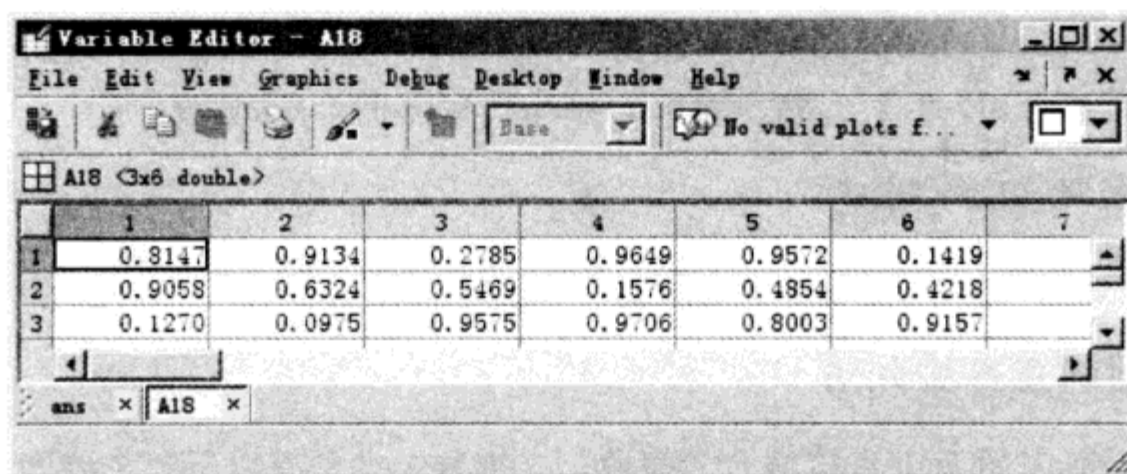 Variable Editor - A18
File Edit View Graphics Debug Desktop Window Help
Base No valid plots f...
A18 <3x6 double>
1 2 3 4 5 6 7
1 0.8147 0.9134 0.2785 0.9649 0.9572 0.1419
2 0.9058 0.6324 0.5469 0.1576 0.4854 0.4218
3 0.1270 0.0975 0.9575 0.9706 0.8003 0.9157
ans × A18 ×